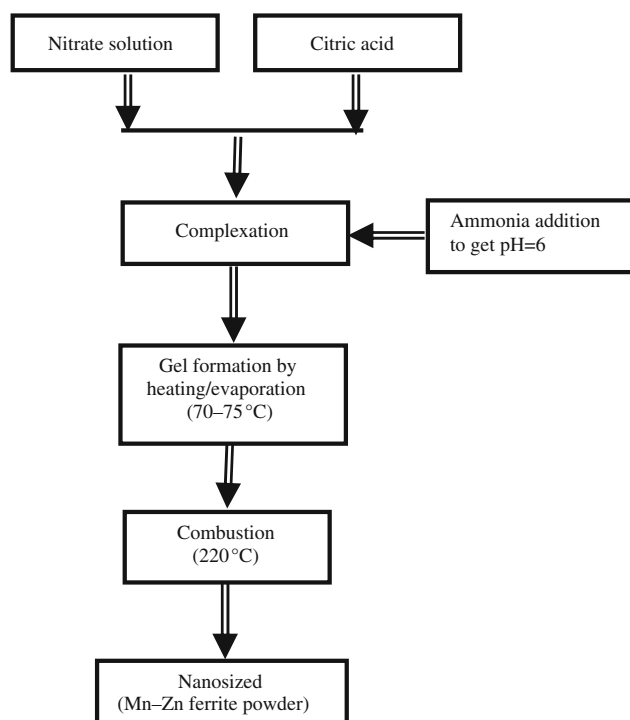 Nitrate solution
Citric acid
Complexation
Ammonia addition
to get pH=6
Gel formation by
heating/evaporation
(70–75 °C)
Combustion
(220 °C)
Nanosized
(Mn–Zn ferrite powder)